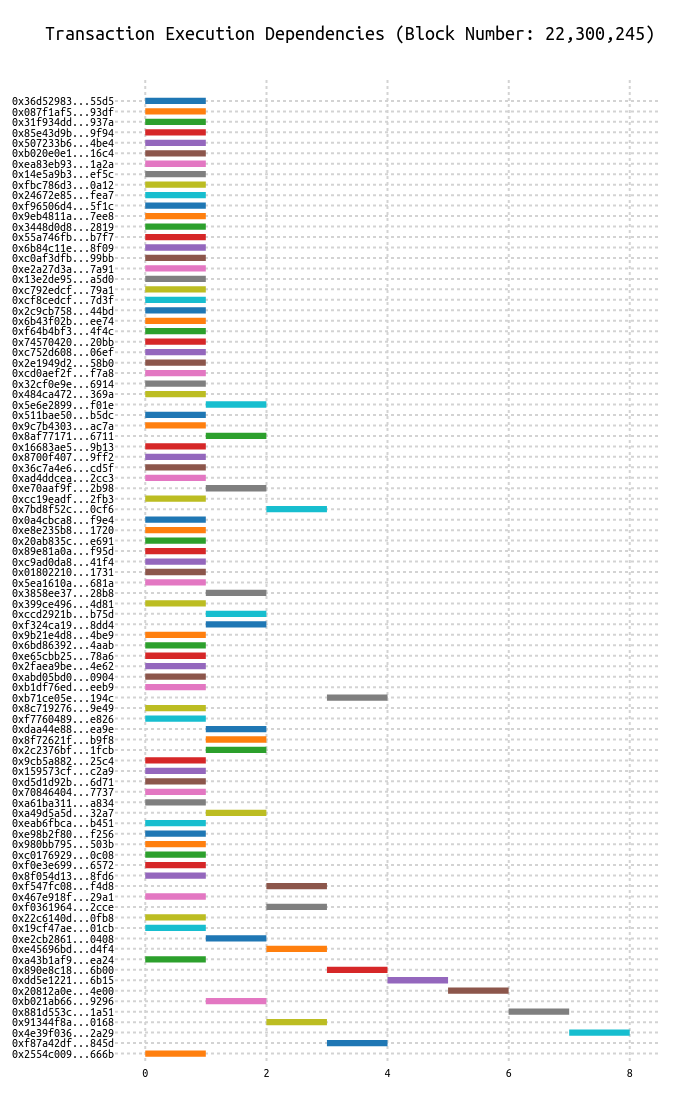 Transaction Execution Dependencies (Block Number: 22,300,245)
0x36d52983...55d5
0x087f1af5...93df
0x31f934dd...937a
0x85e43d9b...9f94
0x507233b6...4be4
0xb020e0e1...16c4
0xea83eb93...1a2a
0x14e5a9b3...ef5c
0xfbc786d3...0a12
0x24672e85...fea7
0xf96506d4...5f1c
0x9eb4811a...7ee8
0x3448d0d8...2819
0x55a746fb...b7f7
0x6b84c11e...8f09
0xc0af3dfb...99bb
0xe2a27d3a...7a91
0x13e2de95...a5d0
0xc792edcf...79a1
0xcf8cedcf...7d3f
0x2c9cb758...44bd
0x6b43f02b...ee74
0xf64b4bf3...4f4c
0x74570420...20bb
0xc752d608...06ef
0x2e1949d2...58b0
0xcd0aef2f...f7a8
0x32cf0e9e...6914
0x484ca472...369a
0x5e6e2899...f01e
0x511bae50...b5dc
0x9c7b4303...ac7a
0x8af77171...6711
0x16683ae5...9b13
0x8700f407...9ff2
0x36c7a4e6...cd5f
0xad4ddcea...2cc3
0xe70aaf9f...2b98
0xcc19eadf...2fb3
0x7bd8f52c...0cf6
0x0a4cbca8...f9e4
0xe8e235b8...1720
0x20ab835c...e691
0x89e81a0a...f95d
0xc9ad0da8...41f4
0x01802210...1731
0x5ea1610a...681a
0x3858ee37...28b8
0x399ce496...4d81
0xccd2921b...b75d
0xf324ca19...8dd4
0x9b21e4d8...4be9
0x6bd86392...4aab
0xe65cbb25...78a6
0x2faea9be...4e62
0xabd05bd0...0904
0xb1df76ed...eeb9
0xb71ce05e...194c
0x8c719276...9e49
0xf7760489...e826
0xdaa44e88...ea9e
0x8f72621f...b9f8
0x2c2376bf...1fcb
0x9cb5a882...25c4
0x159573cf...c2a9
0xd5d1d92b...6d71
0x70846404...7737
0xa61ba311...a834
0xa49d5a5d...32a7
0xeab6fbca...b451
0xe98b2f80...f256
0x980bb795...503b
0xc0176929...0c08
0xf0e3e699...6572
0x8f054d13...8fd6
0xf547fc08...f4d8
0x467e918f...29a1
0xf0361964...2cce
0x22c6140d...0fb8
0x19cf47ae...01cb
0xe2cb2861...0408
0xe45696bd...d4f4
0xa43b1af9...ea24
0x890e8c18...6b00
0xdd5e1221...6b15
0x20812a0e...4e00
0xb021ab66...9296
0x881d553c...1a51
0x91344f8a...0168
0x4e39f036...2a29
0xf87a42df...845d
0x2554c009...666b
0 2 4 6 8